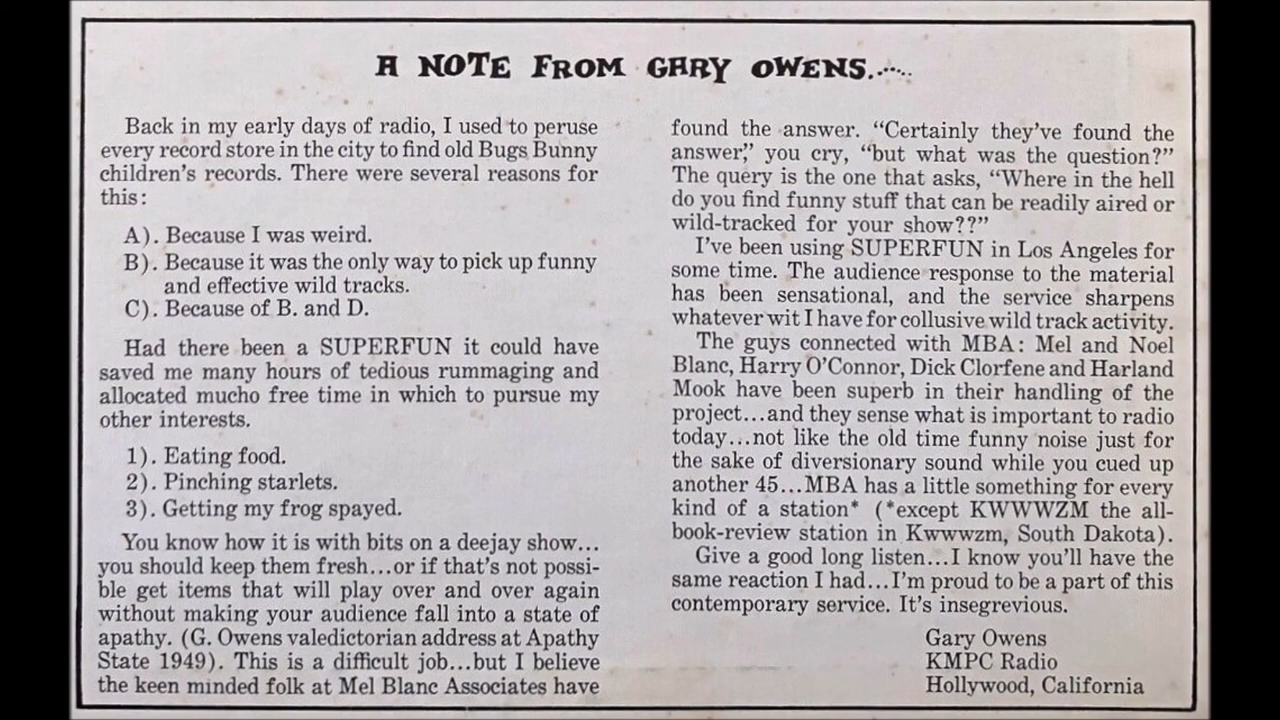 A NOTE FROM GARY OWENS.....
Back in my early days of radio, I used to peruse
every record store in the city to find old Bugs Bunny
children's records. There were several reasons for
this:
A). Because I was weird.
B). Because it was the only way to pick up funny
and effective wild tracks.
C). Because of B. and D.
Had there been a SUPERFUN it could have
saved me many hours of tedious rummaging and
allocated mucho free time in which to pursue my
other interests.
1). Eating food.
2). Pinching starlets.
3). Getting my frog spayed.
You know how it is with bits on a deejay show...
you should keep them fresh...or if that's not possi-
ble get items that will play over and over again
without making your audience fall into a state of
apathy. (G. Owens valedictorian address at Apathy
State 1949). This is a difficult job...but I believe
the keen minded folk at Mel Blanc Associates have
found the answer. "Certainly they've found the
answer," you cry, "but what was the question?"
The query is the one that asks, "Where in the hell
do you find funny stuff that can be readily aired or
wild-tracked for your show??"
I've been using SUPERFUN in Los Angeles for
some time. The audience response to the material
has been sensational, and the service sharpens
whatever wit I have for collusive wild track activity.
The guys connected with MBA: Mel and Noel
Blanc, Harry O'Connor, Dick Clorfene and Harland
Mook have been superb in their handling of the
project...and they sense what is important to radio
today...not like the old time funny noise just for
the sake of diversionary sound while you cued up
another 45...MBA has a little something for every
kind of a station* (*except KWWWZM the all-
book-review station in Kwwwzm, South Dakota).
Give a good long listen...I know you'll have the
same reaction I had...I'm proud to be a part of this
contemporary service. It's insegrevious.
Gary Owens
KMPC Radio
Hollywood, California